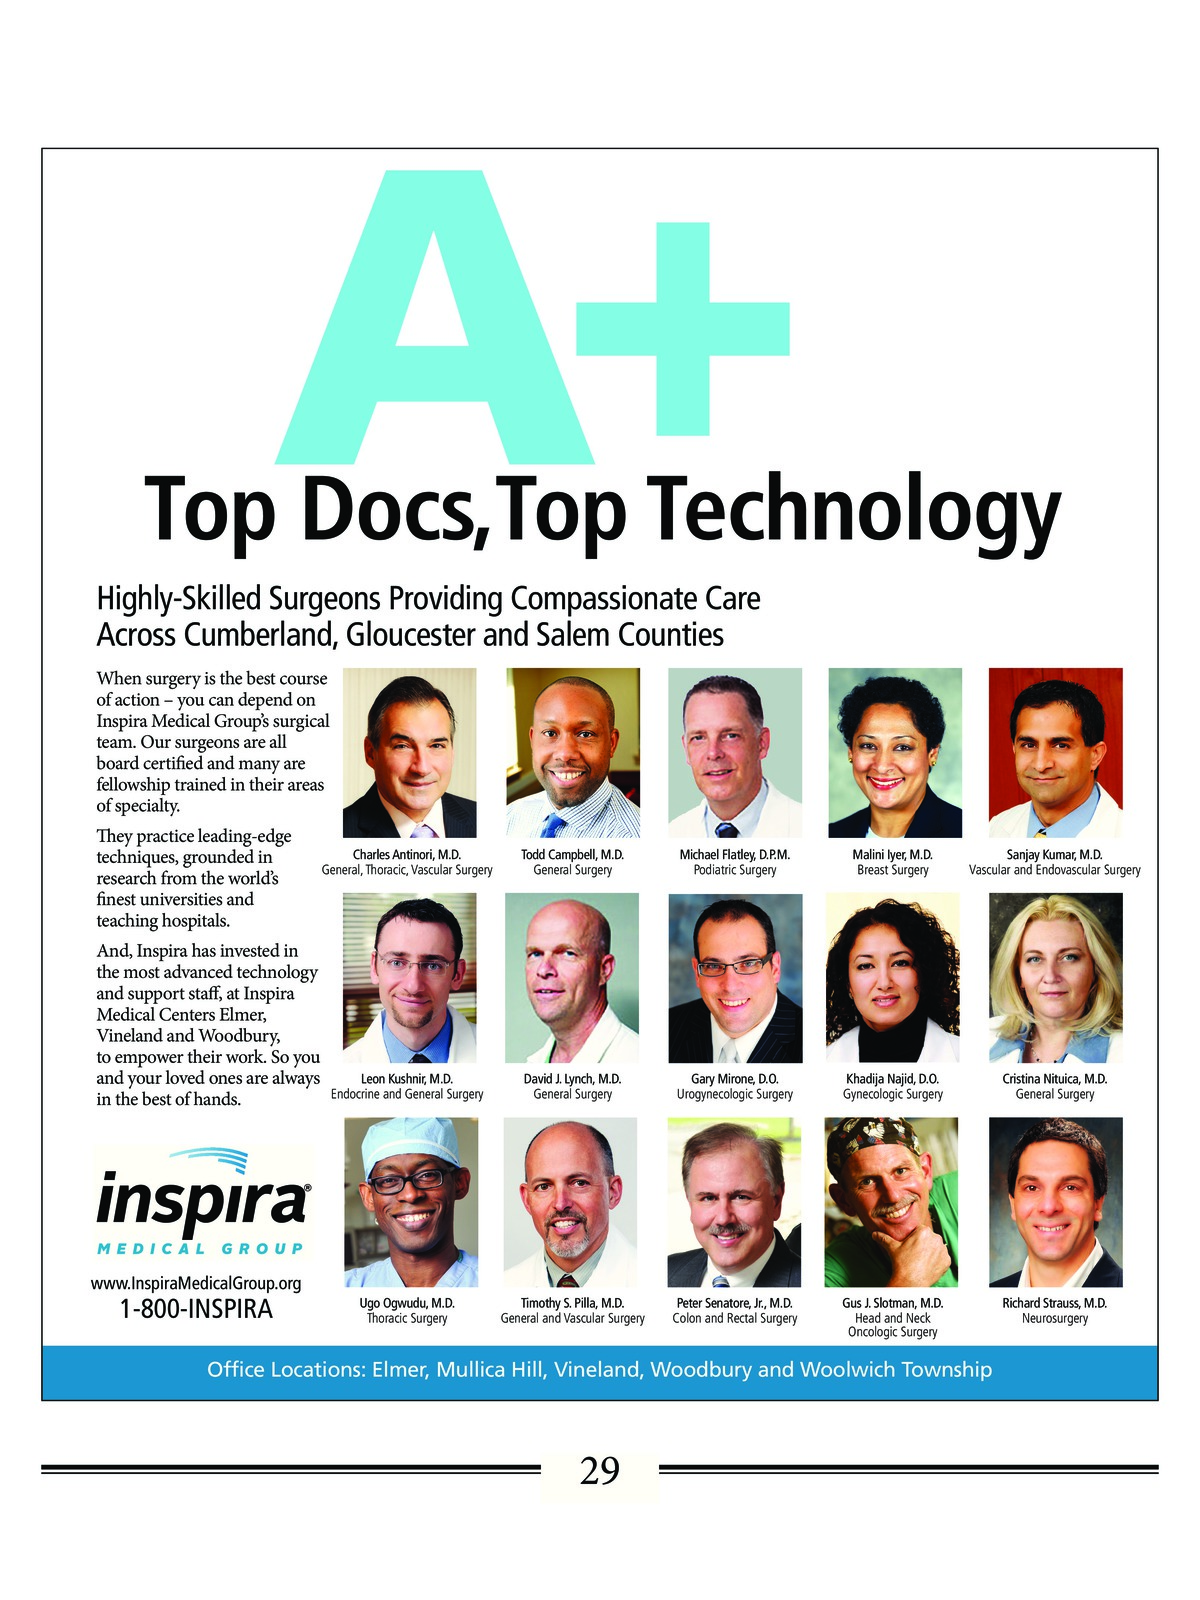 A+
Top Docs, Top Technology
Highly-Skilled Surgeons Providing Compassionate Care
Across Cumberland, Gloucester and Salem Counties
When surgery is the best course
of action – you can depend on
Inspira Medical Group’s surgical
team. Our surgeons are all
board certified and many are
fellowship trained in their areas
of specialty.
They practice leading-edge
techniques, grounded in
research from the world’s
finest universities and
teaching hospitals.
And, Inspira has invested in
the most advanced technology
and support staff, at Inspira
Medical Centers Elmer,
Vineland and Woodbury,
to empower their work. So you
and your loved ones are always
in the best of hands.
inspira®
MEDICAL GROUP
www.InspiraMedicalGroup.org
1-800-INSPIRA
Charles Antinori, M.D.
General, Thoracic, Vascular Surgery
Todd Campbell, M.D.
General Surgery
Michael Flatley, D.P.M.
Podiatric Surgery
Malini Iyer, M.D.
Breast Surgery
Sanjay Kumar, M.D.
Vascular and Endovascular Surgery
Leon Kushnir, M.D.
Endocrine and General Surgery
David J. Lynch, M.D.
General Surgery
Gary Mirone, D.O.
Urogynecologic Surgery
Khadija Najid, D.O.
Gynecologic Surgery
Cristina Nituica, M.D.
General Surgery
Ugo Ogwudu, M.D.
Thoracic Surgery
Timothy S. Pilla, M.D.
General and Vascular Surgery
Peter Senatore, Jr., M.D.
Colon and Rectal Surgery
Gus J. Slotman, M.D.
Head and Neck
Oncologic Surgery
Richard Strauss, M.D.
Neurosurgery
Office Locations: Elmer, Mullica Hill, Vineland, Woodbury and Woolwich Township
29